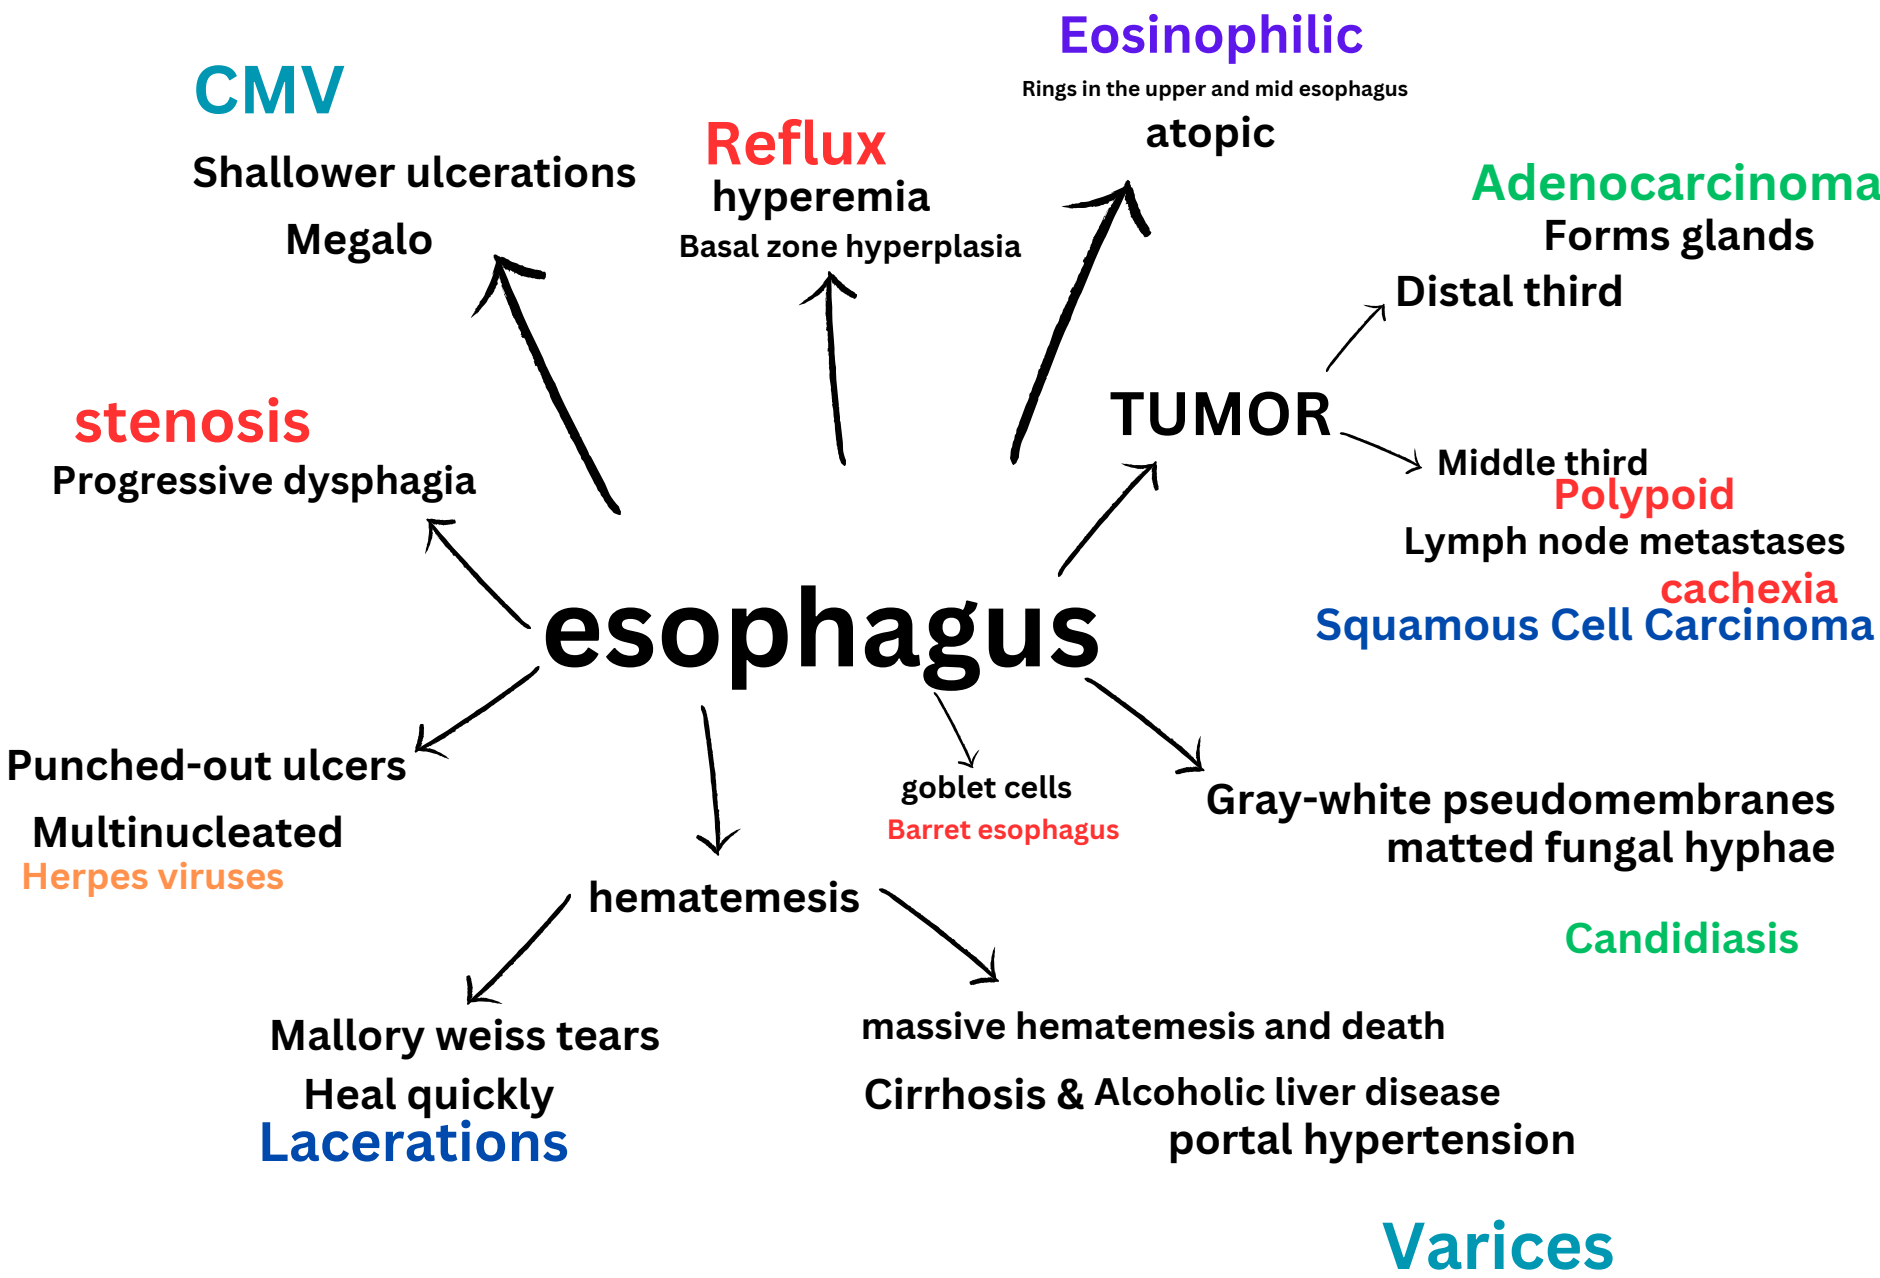 Eosinophilic
Rings in the upper and mid esophagus
atopic
CMV
Shallower ulcerations
Megalo
Reflux
hyperemia
Basal zone hyperplasia
Adenocarcinoma
Forms glands
Distal third
TUMOR
Middle third
Polypoid
Lymph node metastases
cachexia
Squamous Cell Carcinoma
stenosis
Progressive dysphagia
esophagus
Punched-out ulcers
Multinucleated
Herpes viruses
goblet cells
Barret esophagus
Gray-white pseudomembranes
matted fungal hyphae
Candidiasis
hematemesis
Mallory weiss tears
Heal quickly
Lacerations
massive hematemesis and death
Cirrhosis & Alcoholic liver disease
portal hypertension
Varices